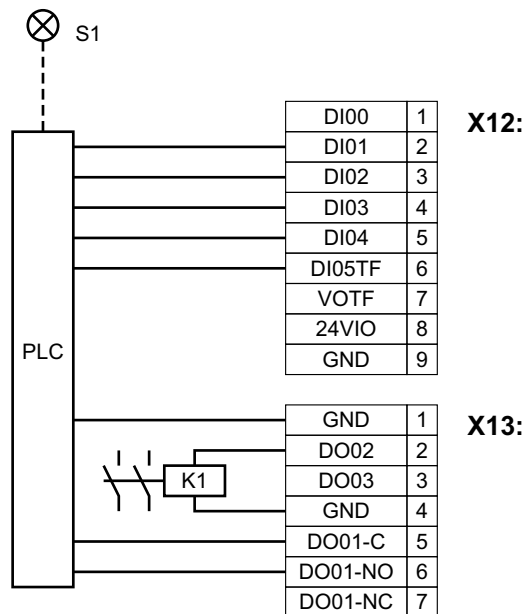 S1
DI00 1 X12:
DI01 2
DI02 3
DI03 4
DI04 5
DI05TF 6
VOTF 7
24VIO 8
PLC
GND 9
GND 1 X13:
DO02 2
K1
DO03 3
GND 4
DO01-C 5
DO01-NO 6
DO01-NC 7